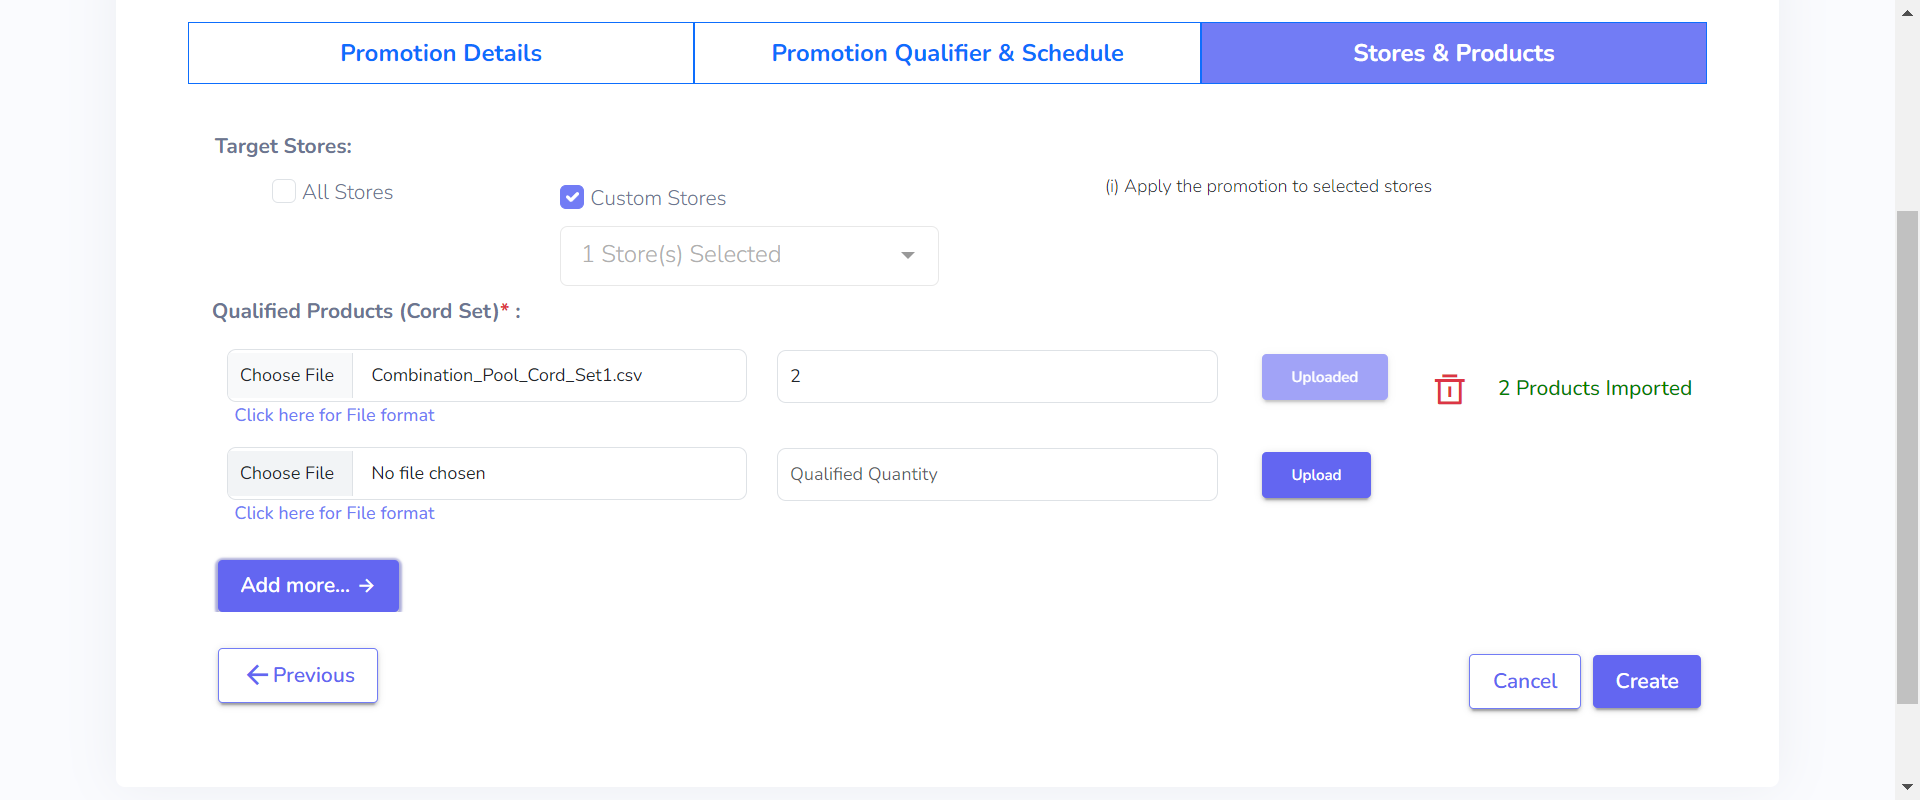 Promotion Details
Promotion Qualifier & Schedule
Stores & Products
Target Stores:
All Stores
Custom Stores
(i) Apply the promotion to selected stores
1 Store(s) Selected
Qualified Products (Cord Set)* :
Choose File
Combination_Pool_Cord_Set1.csv
2
Uploaded
2 Products Imported
Click here for File format
Choose File
No file chosen
Qualified Quantity
Upload
Click here for File format
Add more... →
← Previous
Cancel
Create